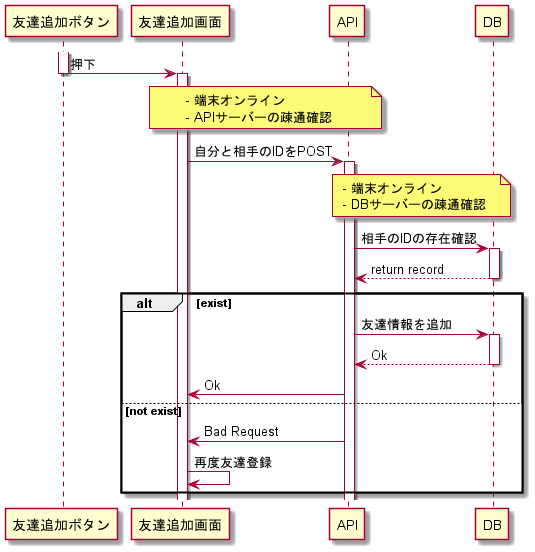 友達追加ボタン
友達追加画面
API
DB
押下
- 端末オンライン
- APIサーバーの疎通確認
自分と相手のIDをPOST
- 端末オンライン
- DBサーバーの疎通確認
相手のIDの存在確認
return record
alt
[exist]
友達情報を追加
Ok
Ok
[not exist]
Bad Request
再度友達登録
友達追加ボタン
友達追加画面
API
DB